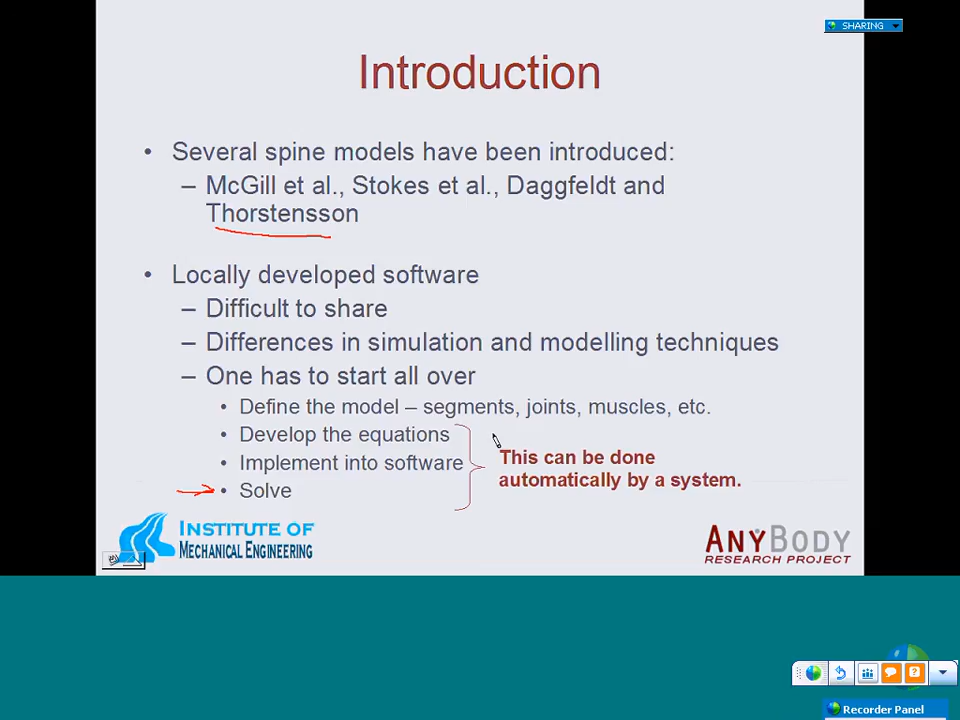 SHARING
Introduction
• Several spine models have been introduced:
– McGill et al., Stokes et al., Daggfeldt and
Thorstensson
• Locally developed software
– Difficult to share
– Differences in simulation and modelling techniques
– One has to start all over
• Define the model – segments, joints, muscles, etc.
• Develop the equations
• Implement into software
• Solve
This can be done
automatically by a system.
INSTITUTE OF
MECHANICAL ENGINEERING
ANYBODY
RESEARCH PROJECT
Recorder Panel